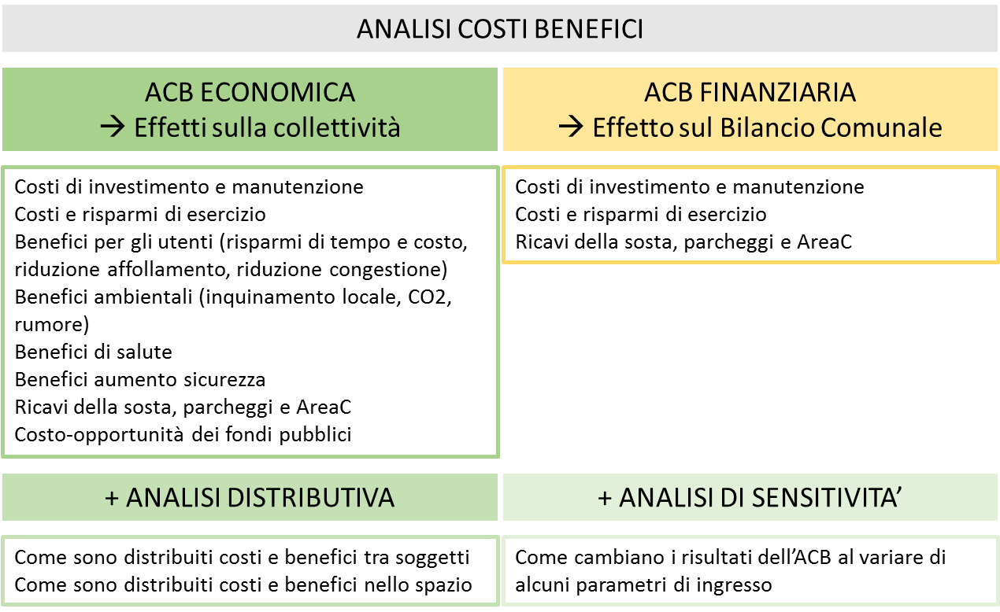 ANALISI COSTI BENEFICI
ACB ECONOMICA
→ Effetti sulla collettività
ACB FINANZIARIA
→ Effetto sul Bilancio Comunale
Costi di investimento e manutenzione
Costi e risparmi di esercizio
Benefici per gli utenti (risparmi di tempo e costo,
riduzione affollamento, riduzione congestione)
Benefici ambientali (inquinamento locale, CO2,
rumore)
Benefici di salute
Benefici aumento sicurezza
Ricavi della sosta, parcheggi e AreaC
Costo-opportunità dei fondi pubblici
Costi di investimento e manutenzione
Costi e risparmi di esercizio
Ricavi della sosta, parcheggi e AreaC
+ ANALISI DISTRIBUTIVA
+ ANALISI DI SENSITIVITA’
Come sono distribuiti costi e benefici tra soggetti
Come sono distribuiti costi e benefici nello spazio
Come cambiano i risultati dell’ACB al variare di
alcuni parametri di ingresso